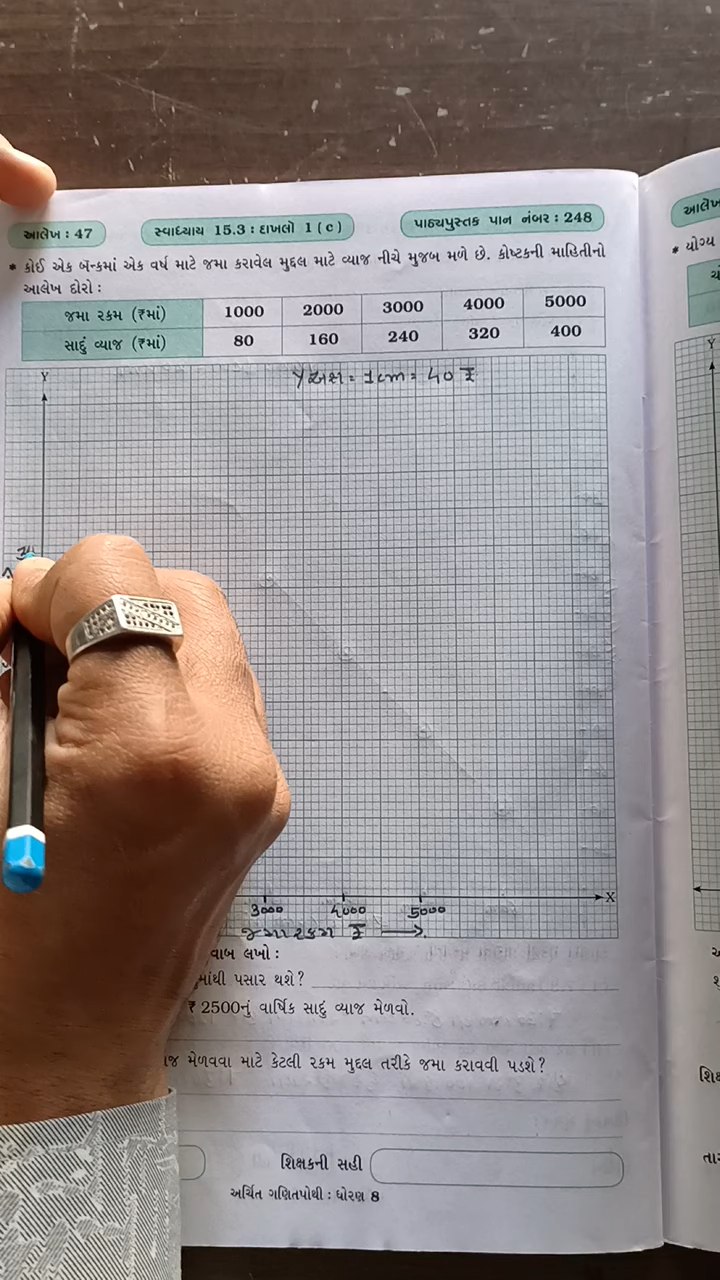 આલેખ : 47
સ્વાધ્યાય 15.3 : દાખલો 1 ( c )
પાઠ્યપુસ્તક પાન નંબર : 248
* કોઈ એક બૅન્કમાં એક વર્ષ માટે જમા કરાવેલ મુદ્દલ માટે વ્યાજ નીચે મુજબ મળે છે. કોષ્ટકની માહિતીનો
આલેખ દોરો :
જમા રકમ (₹માં) 1000 2000 3000 4000 5000
સાદું વ્યાજ (₹માં) 80 160 240 320 400
Y
Y અક્ષ = 1cm = 40 ₹
X
3000 4000 5000
જમા રકમ ₹ →
વાબ લખો :
માંથી પસાર થશે?
₹ 2500નું વાર્ષિક સાદું વ્યાજ મેળવો.
જ મેળવવા માટે કેટલી રકમ મુદ્દલ તરીકે જમા કરાવવી પડશે?
શિક્ષકની સહી
અર્ચિત ગણિતપોથી : ધોરણ 8
આલેખ
* યોગ્ય
Y